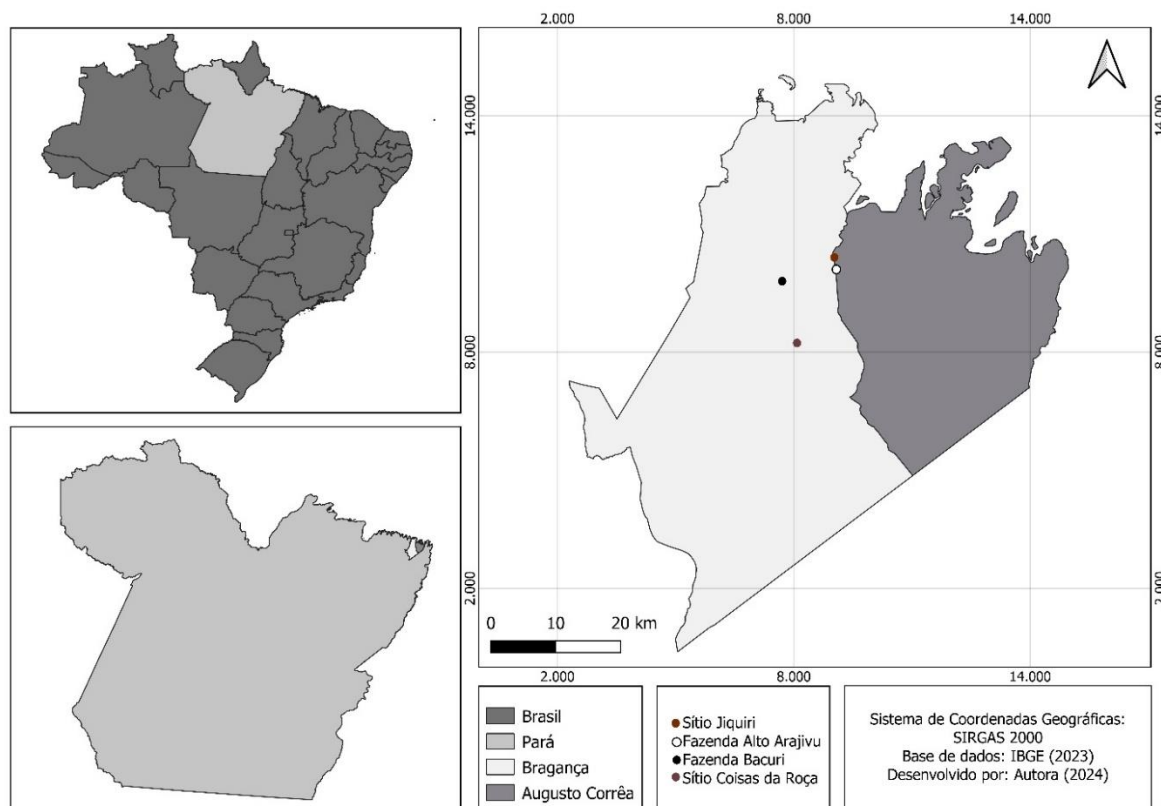 2.000 8.000 14.000
14.000 14.000
8.000 8.000
2.000 2.000
0 10 20 km
2.000 8.000 14.000
Brasil
Pará
Bragança
Augusto Corrêa
Sítio Jiquiri
Fazenda Alto Arajivu
Fazenda Bacuri
Sítio Coisas da Roça
Sistema de Coordenadas Geográficas:
SIRGAS 2000
Base de dados: IBGE (2023)
Desenvolvido por: Autora (2024)